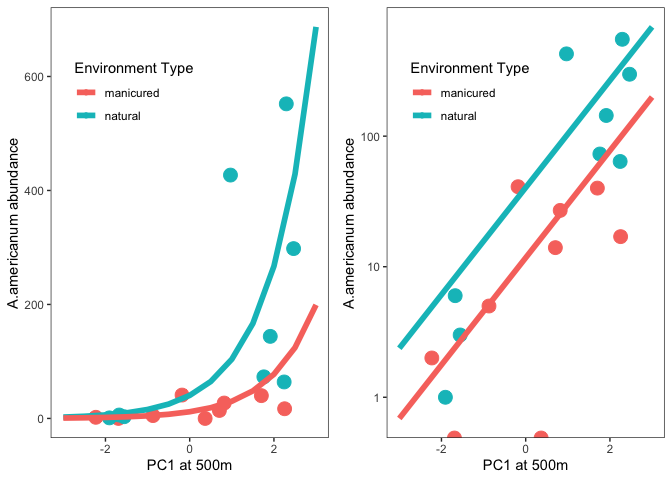 Environment Type
manicured
natural
A.americanum abundance
600
400
200
0
-2
0
2
PC1 at 500m
Environment Type
manicured
natural
A.americanum abundance
100
10
1
-2
0
2
PC1 at 500m